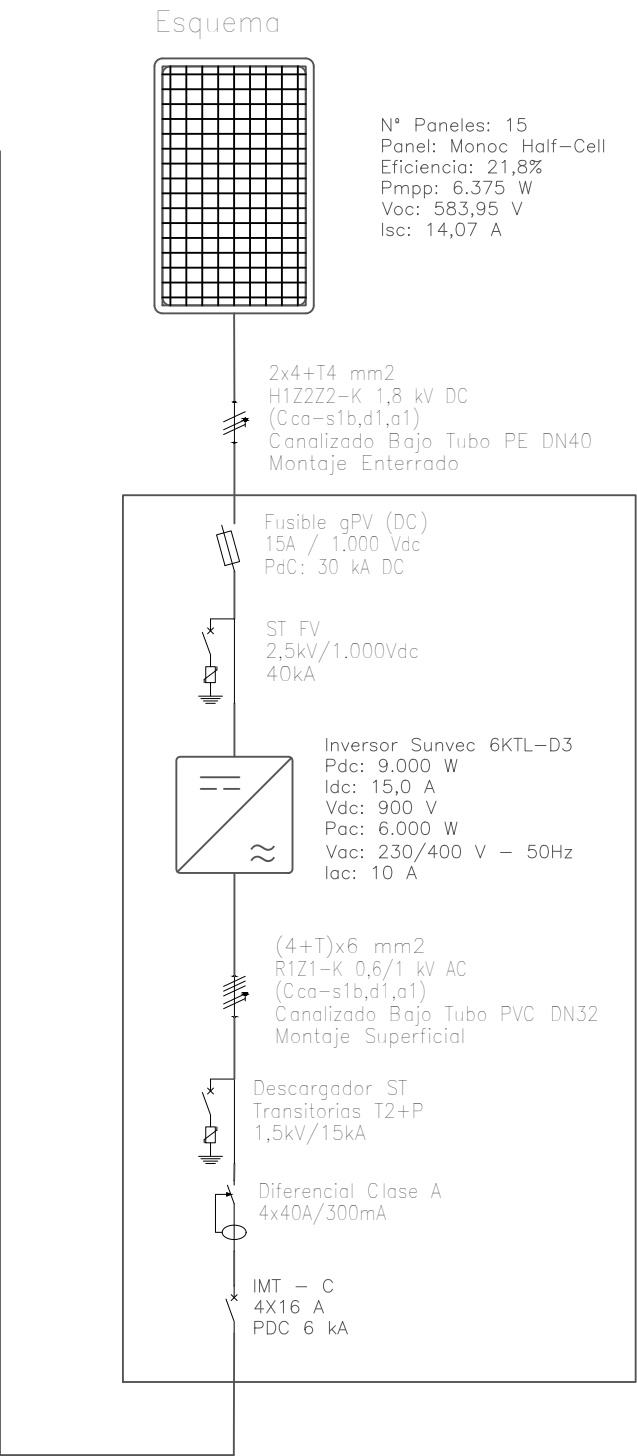 Esquema
N° Paneles: 15
Panel: Monoc Half-Cell
Eficiencia: 21,8%
Pmpp: 6.375 W
Voc: 583,95 V
Isc: 14,07 A
2x4+T4 mm2
H1Z2Z2-K 1,8 kV DC
(Cca-s1b,d1,a1)
Canalizado Bajo Tubo PE DN40
Montaje Enterrado
Fusible gPV (DC)
15A / 1.000 Vdc
PdC: 30 kA DC
ST FV
2,5kV/1.000Vdc
40kA
Inversor Sunvec 6KTL-D3
Pdc: 9.000 W
Idc: 15,0 A
Vdc: 900 V
Pac: 6.000 W
Vac: 230/400 V - 50Hz
Iac: 10 A
(4+T)x6 mm2
R1Z1-K 0,6/1 kV AC
(Cca-s1b,d1,a1)
Canalizado Bajo Tubo PVC DN32
Montaje Superficial
Descargador ST
Transitorias T2+P
1,5kV/15kA
Diferencial Clase A
4x40A/300mA
IMT - C
4X16 A
PDC 6 kA